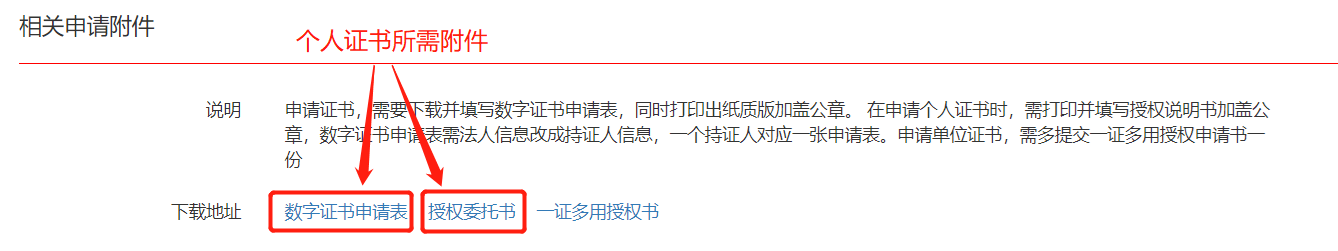 相关申请附件
个人证书所需附件
说明
申请证书，需要下载并填写数字证书申请表，同时打印出纸质版加盖公章。 在申请个人证书时，需打印并填写授权说明书加盖公
章，数字证书申请表需法人信息改成持证人信息，一个持证人对应一张申请表。申请单位证书，需多提交一证多用授权申请书一
份
下载地址 数字证书申请表 授权委托书 一证多用授权书